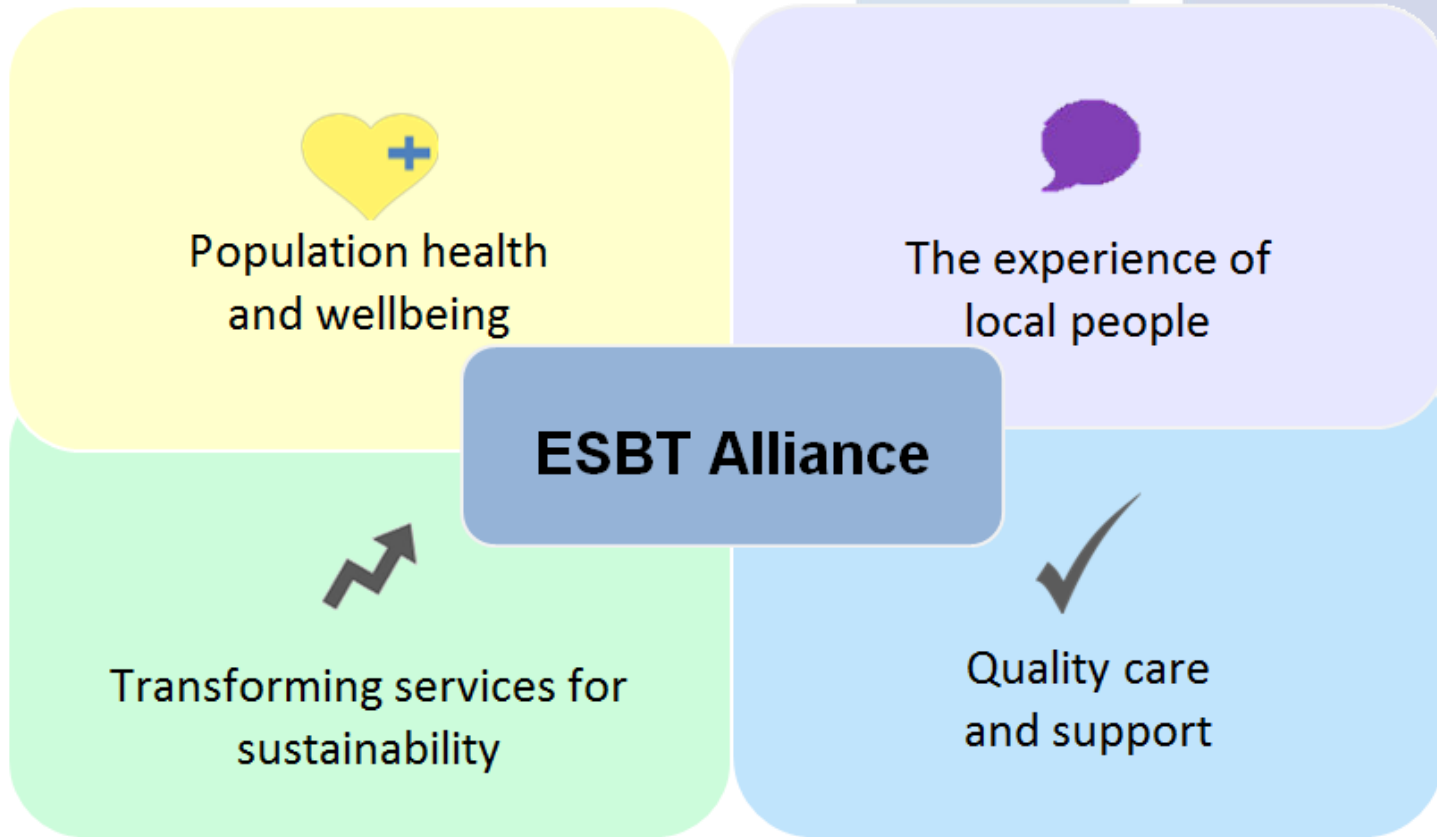 Population health
and wellbeing
The experience of
local people
ESBT Alliance
Transforming services for
sustainability
Quality care
and support